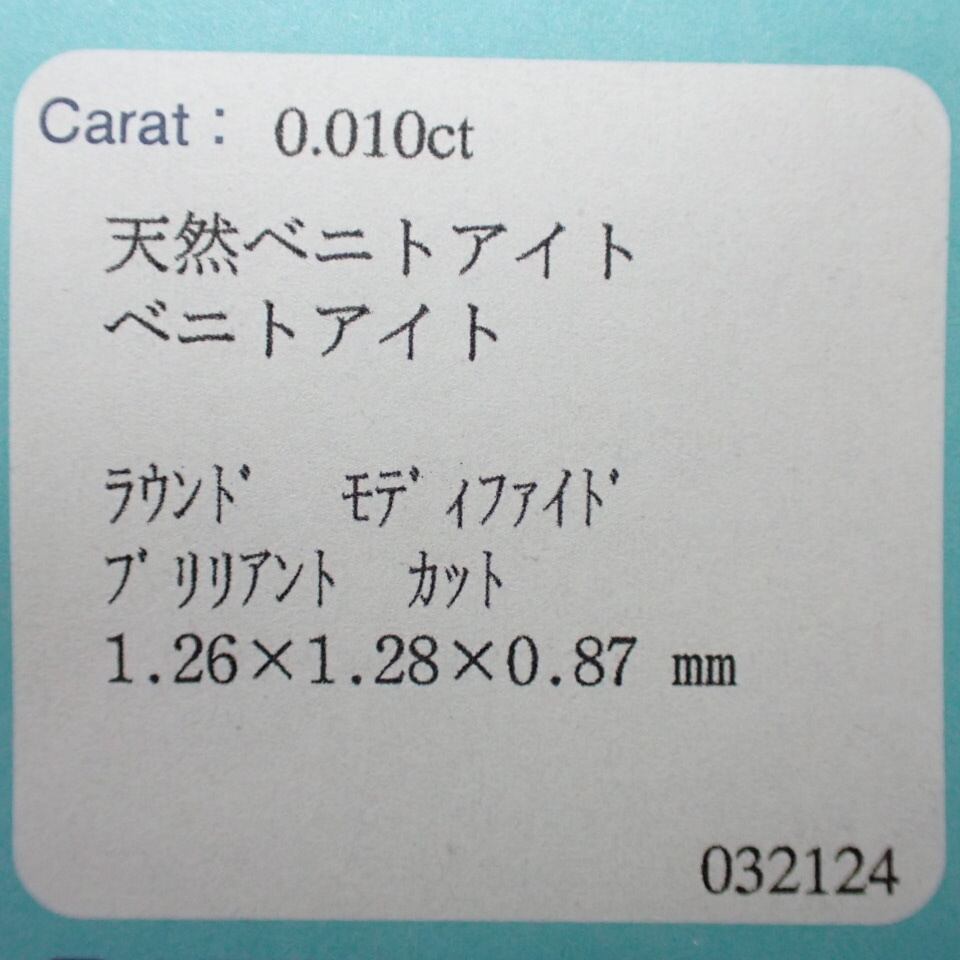 Carat : 0.010ct
天然ベニトアイト
ベニトアイト
ﾗｳﾝﾄﾞ ﾓﾃﾞｨﾌｧｲﾄﾞ
ﾌﾞﾘﾘｱﾝﾄ ｶｯﾄ
1.26×1.28×0.87 ㎜
032124